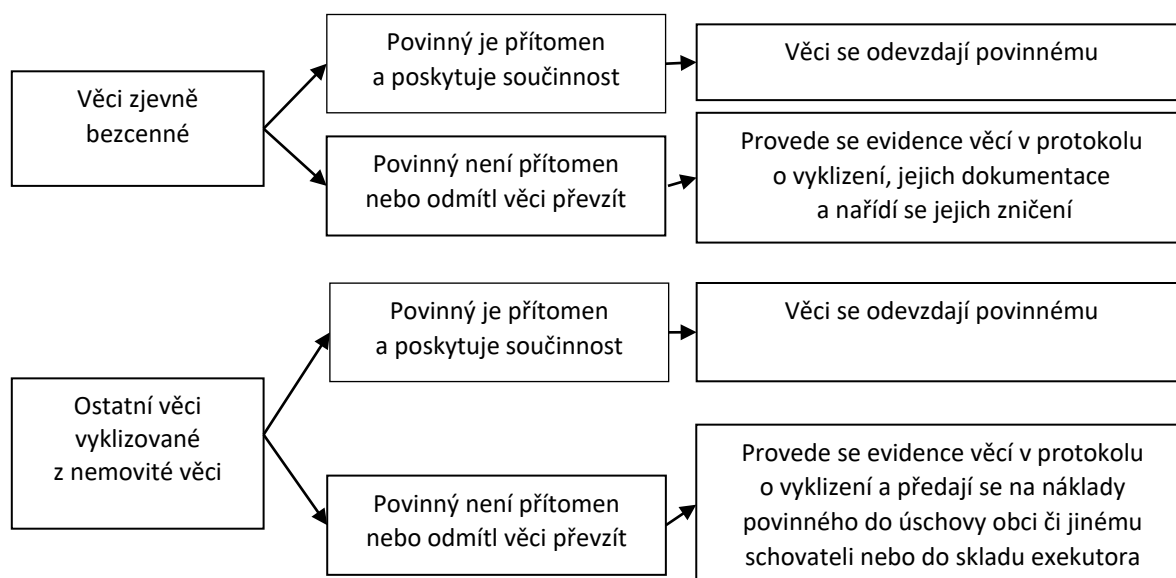 Věci zjevně
bezcenné
Povinný je přítomen
a poskytuje součinnost
Věci se odevzdají povinnému
Povinný není přítomen
nebo odmítl věci převzít
Provede se evidence věcí v protokolu
o vyklizení, jejich dokumentace
a nařídí se jejich zničení
Ostatní věci
vyklizované
z nemovité věci
Povinný je přítomen
a poskytuje součinnost
Věci se odevzdají povinnému
Povinný není přítomen
nebo odmítl věci převzít
Provede se evidence věcí v protokolu
o vyklizení a předají se na náklady
povinného do úschovy obci či jinému
schovateli nebo do skladu exekutora